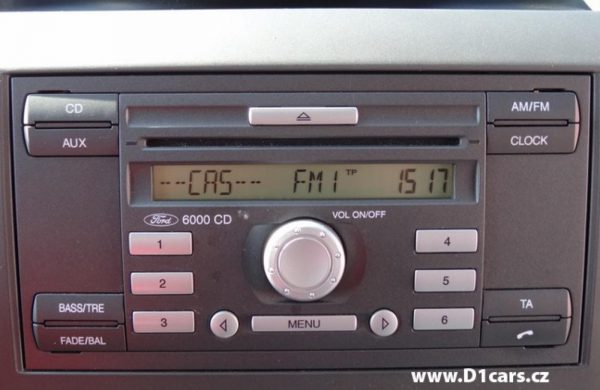 CD
AM/FM
AUX
CLOCK
--CAS-- FM1 TP 1517
Ford 6000 CD
VOL ON/OFF
1
4
2
5
BASS/TRE
TA
3
MENU
6
FADE/BAL
www.D1cars.cz